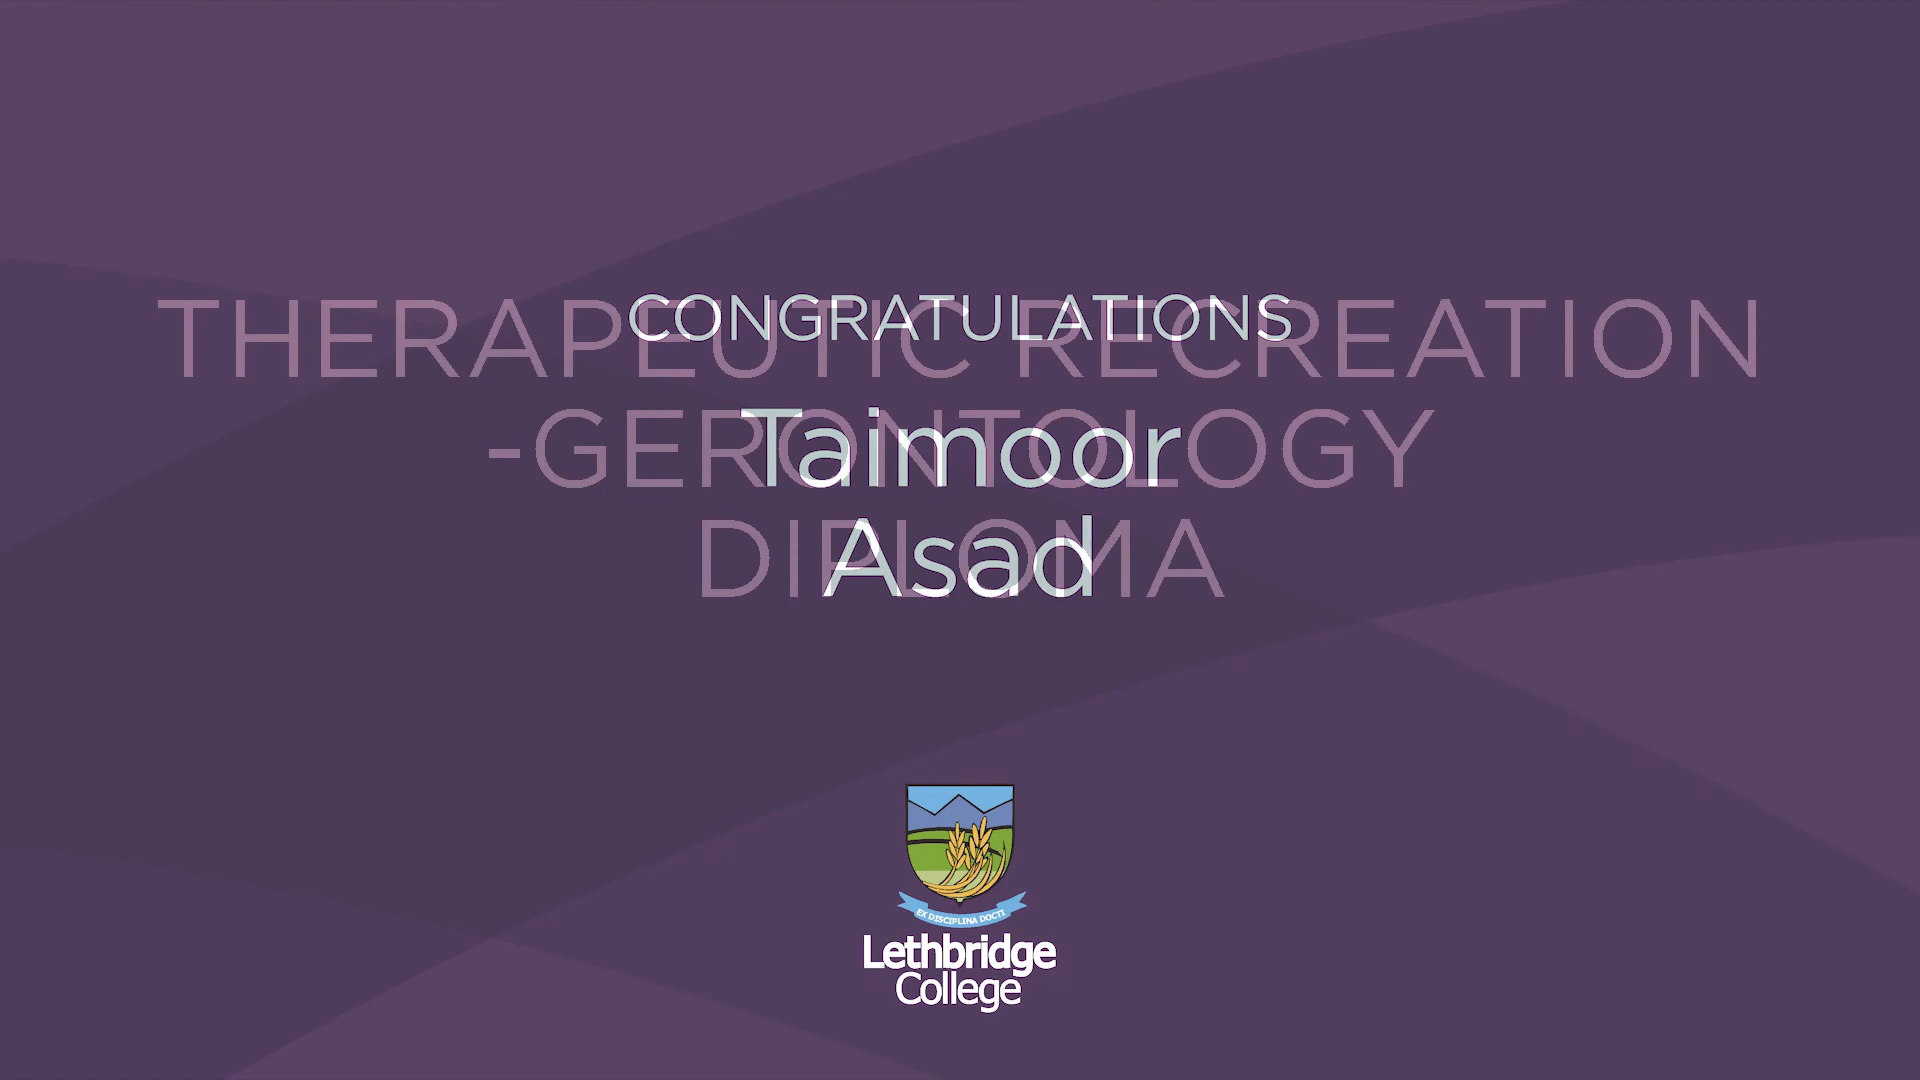 CONGRATULATIONS
Taimoor
Asad
THERAPEUTIC RECREATION
-GERONTOLOGY
DIPLOMA
EX DISCIPLINA DOCTI
Lethbridge
College